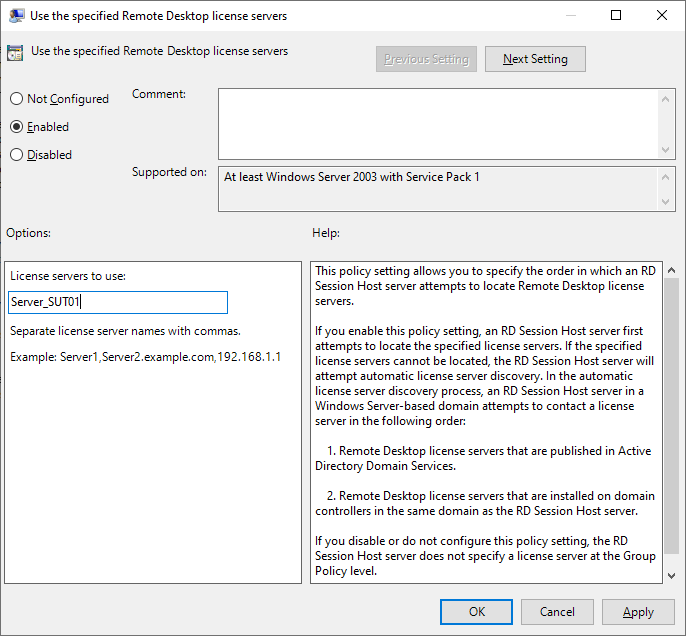 Use the specified Remote Desktop license servers
Use the specified Remote Desktop license servers
Previous Setting
Next Setting
Not Configured
Enabled
Disabled
Comment:
Supported on:
At least Windows Server 2003 with Service Pack 1
Options:
Help:
License servers to use:
Server_SUT01
Separate license server names with commas.
Example: Server1,Server2.example.com,192.168.1.1
This policy setting allows you to specify the order in which an RD
Session Host server attempts to locate Remote Desktop license
servers.
If you enable this policy setting, an RD Session Host server first
attempts to locate the specified license servers. If the specified
license servers cannot be located, the RD Session Host server will
attempt automatic license server discovery. In the automatic
license server discovery process, an RD Session Host server in a
Windows Server-based domain attempts to contact a license
server in the following order:
1. Remote Desktop license servers that are published in Active
Directory Domain Services.
2. Remote Desktop license servers that are installed on domain
controllers in the same domain as the RD Session Host server.
If you disable or do not configure this policy setting, the RD
Session Host server does not specify a license server at the Group
Policy level.
OK
Cancel
Apply